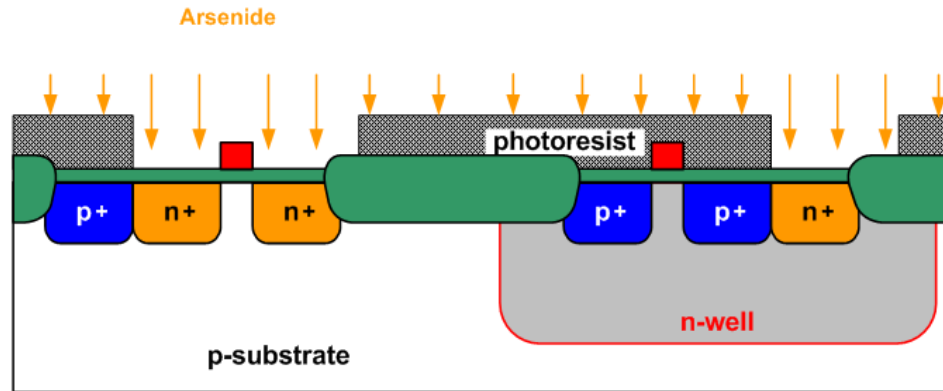 Arsenide
photoresist
p+
n+
n+
p+
p+
n+
n-well
p-substrate